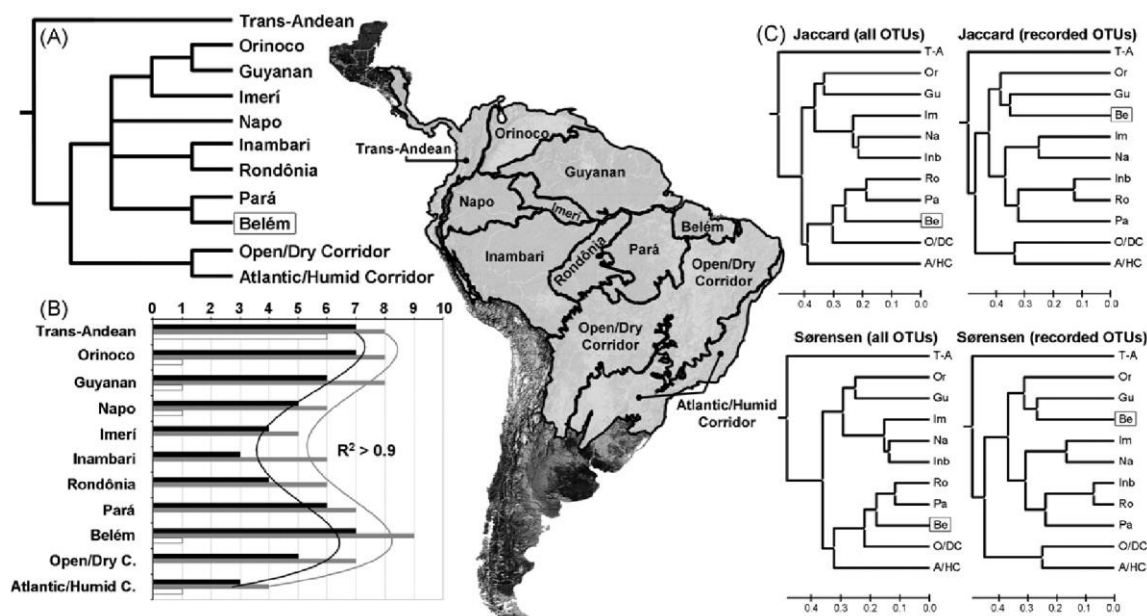 (A)
Trans-Andean
Orinoco
Guyanan
Imerí
Napo
Inambari
Rondônia
Pará
Belém
Open/Dry Corridor
Atlantic/Humid Corridor
(B)
0 1 2 3 4 5 6 7 8 9 10
Trans-Andean
Orinoco
Guyanan
Napo
Imerí
Inambari
Rondônia
Pará
Belém
Open/Dry C.
Atlantic/Humid C.
R² > 0.9
Orinoco
Trans-Andean
Guyanan
Napo
Imerí
Inambari
Rondônia
Pará
Belém
Open/Dry
Corridor
Open/Dry
Corridor
Atlantic/Humid
Corridor
(C)
Jaccard (all OTUs)
T-A
Or
Gu
Im
Na
Inb
Ro
Pa
Be
O/DC
A/HC
0.4 0.3 0.2 0.1 0.0
Jaccard (recorded OTUs)
T-A
Or
Gu
Be
Im
Na
Inb
Ro
Pa
O/DC
A/HC
0.4 0.3 0.2 0.1 0.0
Sørensen (all OTUs)
T-A
Or
Gu
Im
Na
Inb
Ro
Pa
Be
O/DC
A/HC
0.4 0.3 0.2 0.1 0.0
Sørensen (recorded OTUs)
T-A
Or
Gu
Be
Im
Na
Inb
Ro
Pa
O/DC
A/HC
0.4 0.3 0.2 0.1 0.0